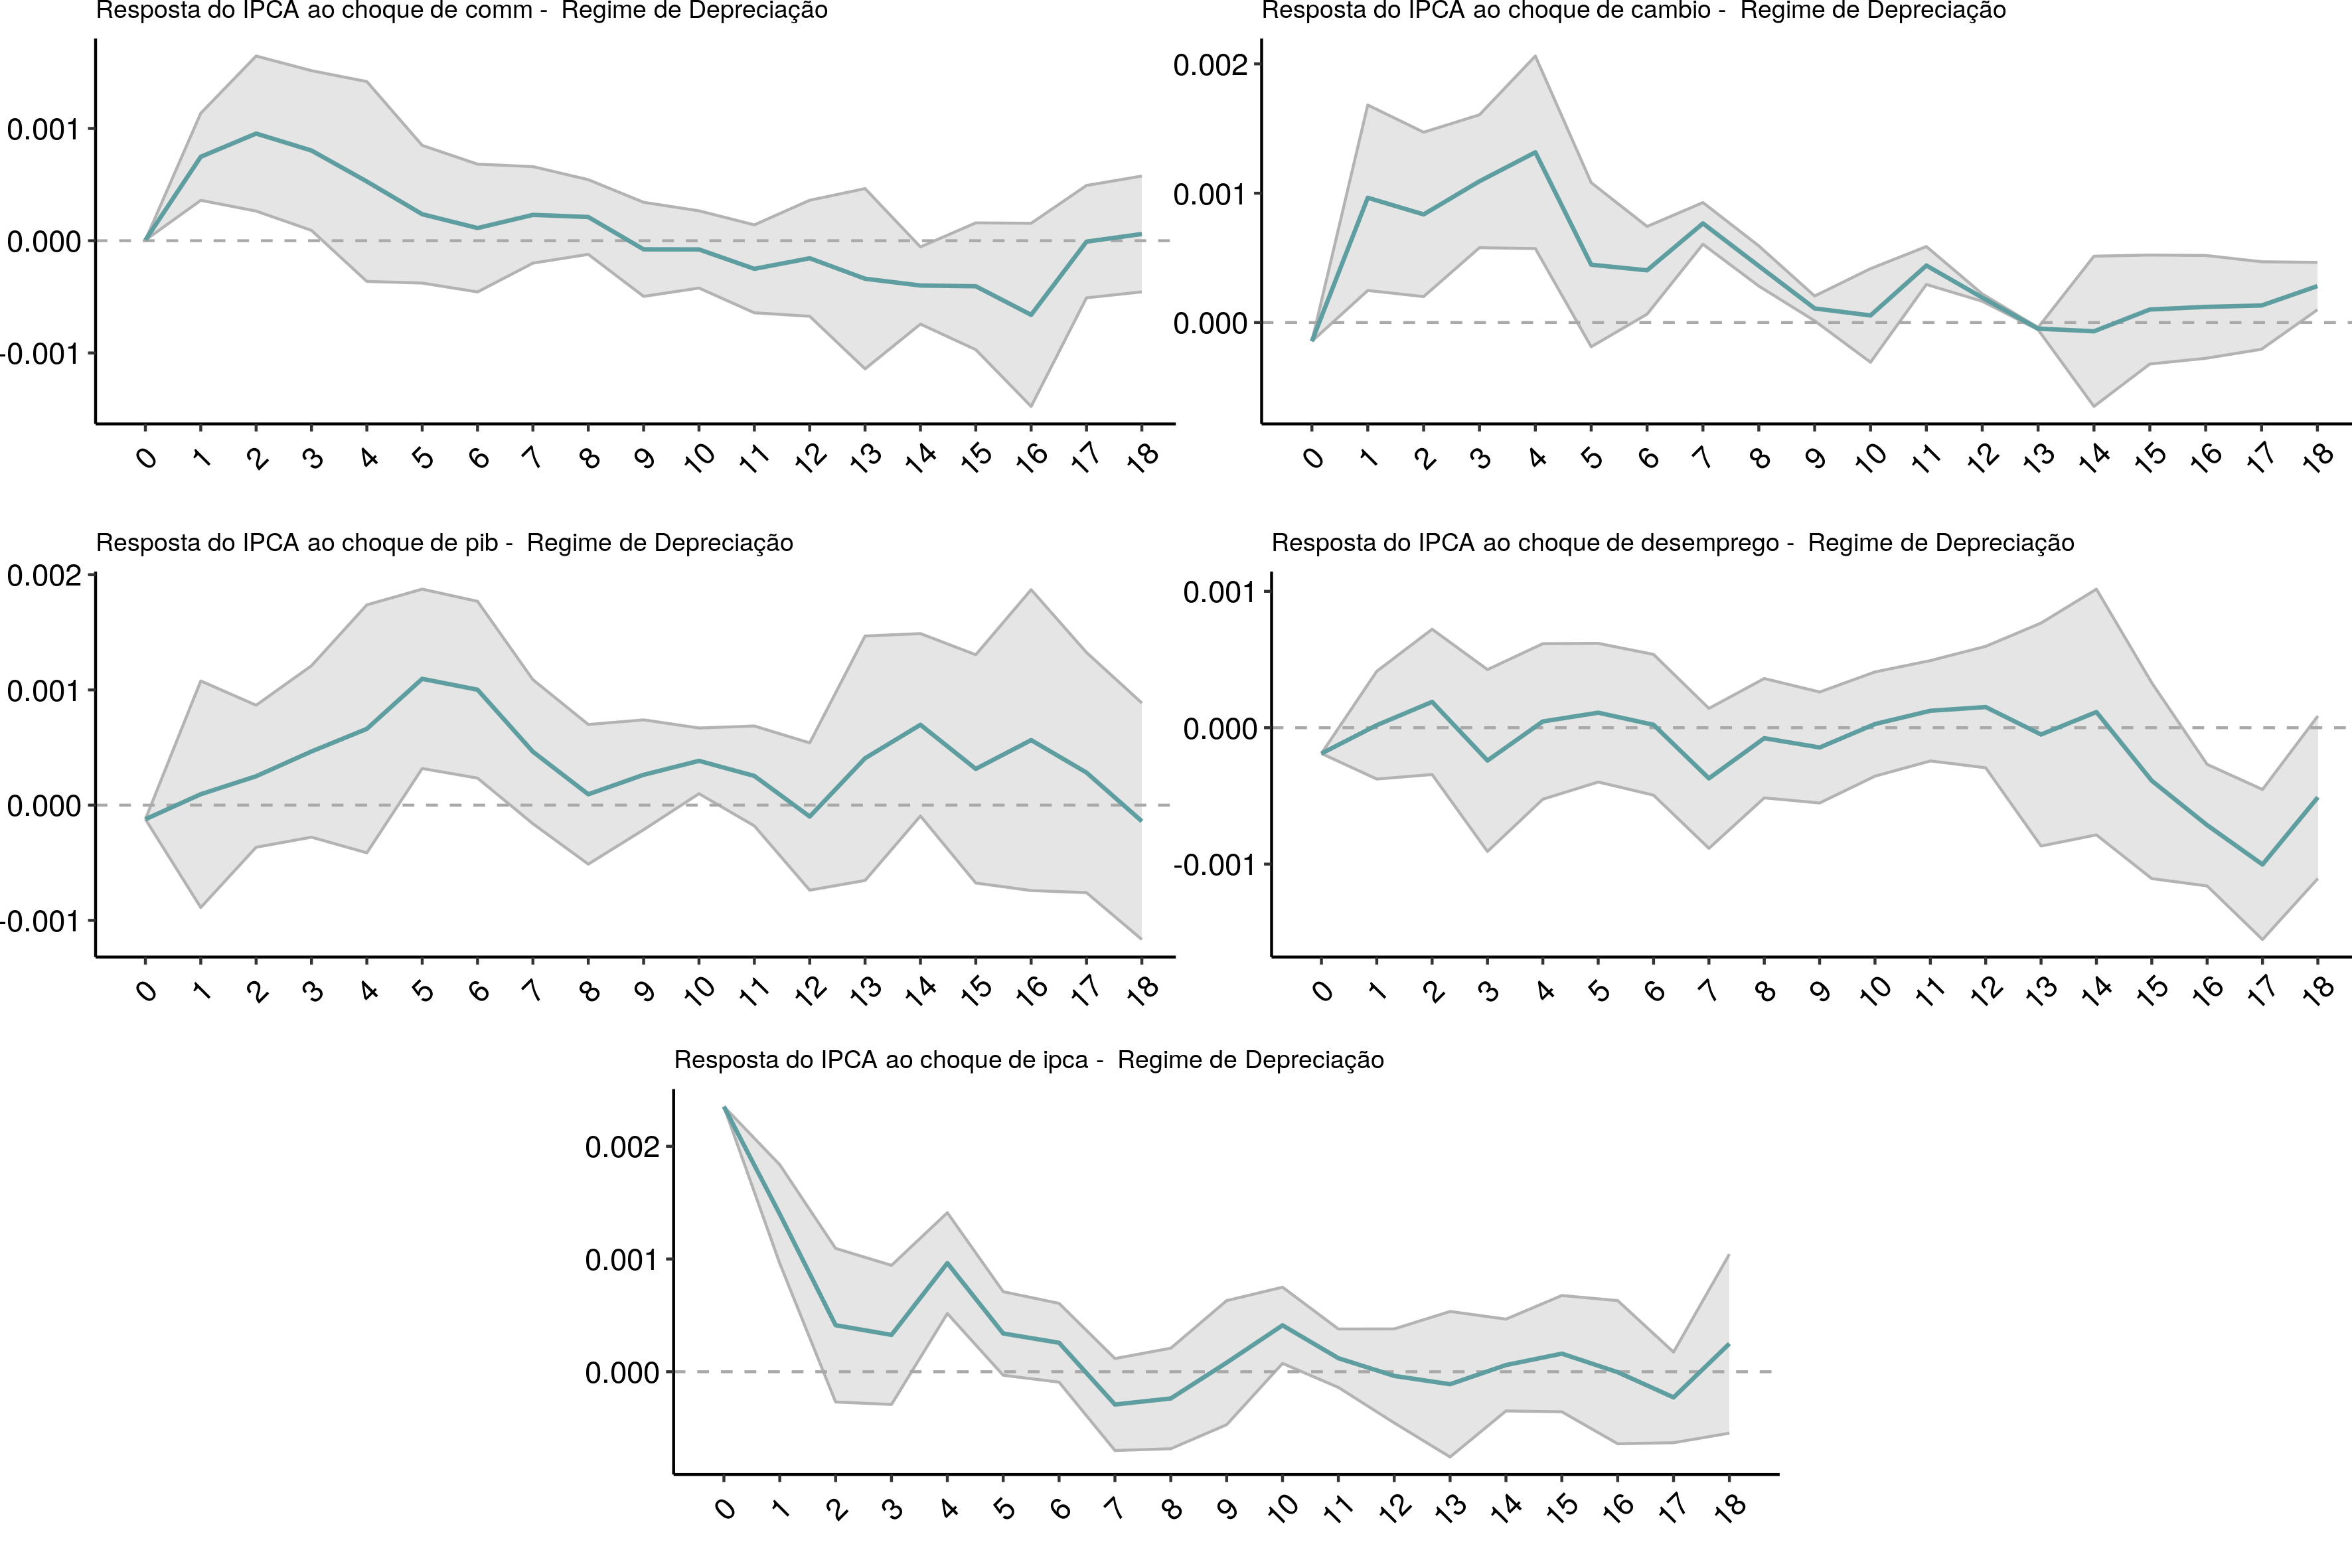 Resposta do IPCA ao choque de comm -  Regime de Depreciação
0.001
0.000
-0.001
0 1 2 3 4 5 6 7 8 9 10 11 12 13 14 15 16 17 18
Resposta do IPCA ao choque de cambio -  Regime de Depreciação
0.002
0.001
0.000
0 1 2 3 4 5 6 7 8 9 10 11 12 13 14 15 16 17 18
Resposta do IPCA ao choque de pib -  Regime de Depreciação
0.002
0.001
0.000
-0.001
0 1 2 3 4 5 6 7 8 9 10 11 12 13 14 15 16 17 18
Resposta do IPCA ao choque de desemprego -  Regime de Depreciação
0.001
0.000
-0.001
0 1 2 3 4 5 6 7 8 9 10 11 12 13 14 15 16 17 18
Resposta do IPCA ao choque de ipca -  Regime de Depreciação
0.002
0.001
0.000
0 1 2 3 4 5 6 7 8 9 10 11 12 13 14 15 16 17 18